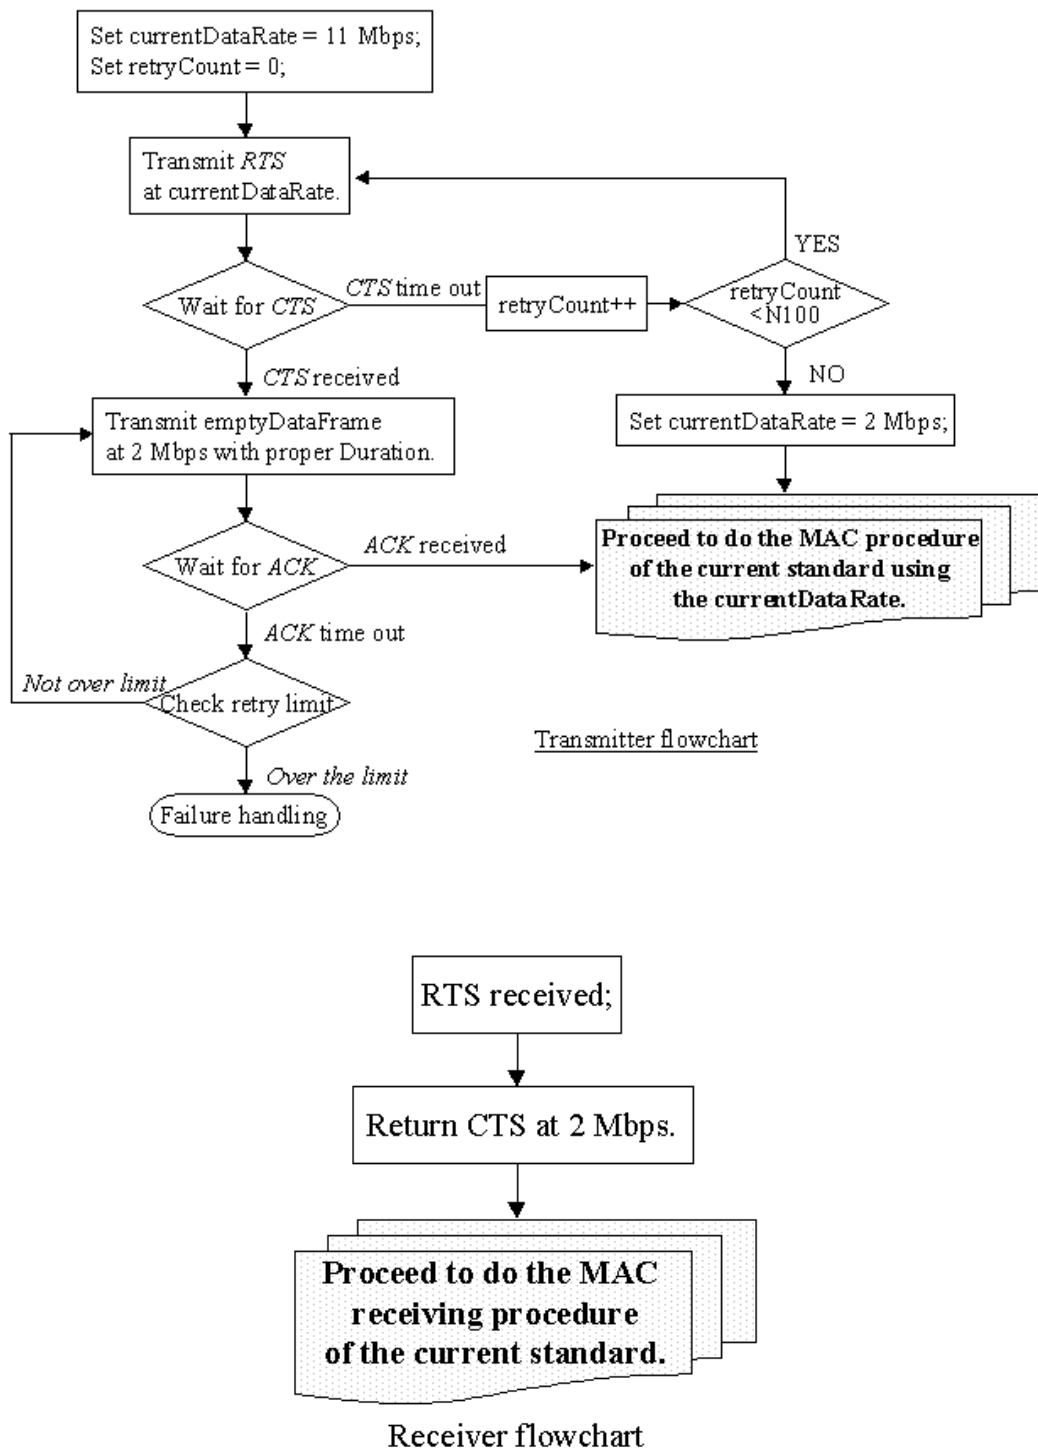 Set currentDataRate = 11 Mbps;
Set retryCount = 0;
Transmit RTS
at currentDataRate.
YES
Wait for CTS
CTS time out
retryCount++
retryCount
<N100
CTS received
NO
Transmit emptyDataFrame
at 2 Mbps with proper Duration.
Set currentDataRate = 2 Mbps;
Wait for ACK
ACK received
Proceed to do the MAC procedure
of the current standard using
the currentDataRate.
ACK time out
Not over limit
Check retry limit
Transmitter flowchart
Over the limit
Failure handling
RTS received;
Return CTS at 2 Mbps.
Proceed to do the MAC
receiving procedure
of the current standard.
Receiver flowchart